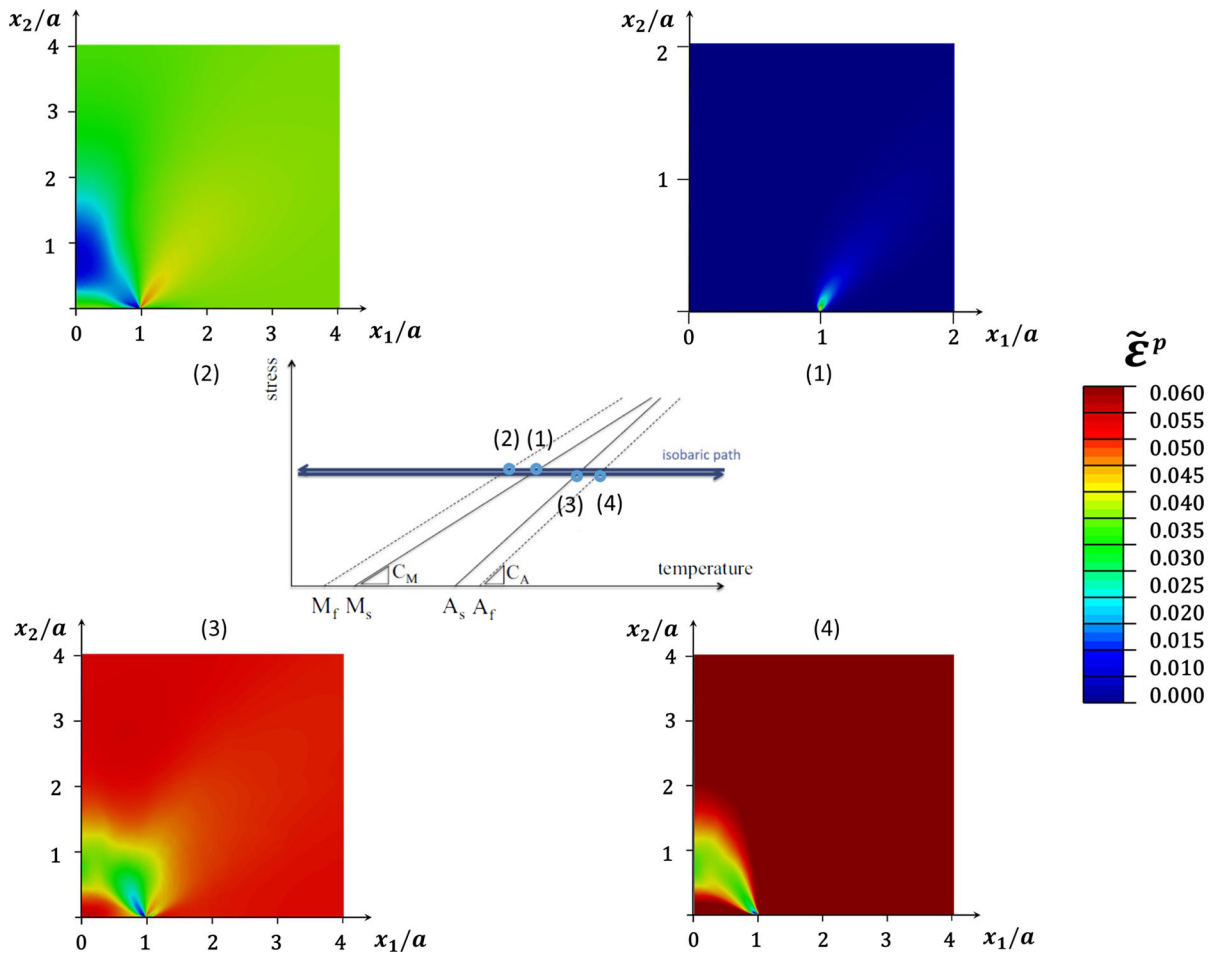 x₂/a
4
3
2
1
0 1 2 3 4 x₁/a
(2)
x₂/a
2
1
0 1 2 x₁/a
(1)
stress
(2) (1)
isobaric path
(3) (4)
C_M C_A temperature
M_f M_s A_s A_f
ε̃ᵖ
0.060
0.055
0.050
0.045
0.040
0.035
0.030
0.025
0.020
0.015
0.010
0.000
x₂/a (3)
4
3
2
1
0 1 2 3 4 x₁/a
x₂/a (4)
4
3
2
1
0 1 2 3 4 x₁/a